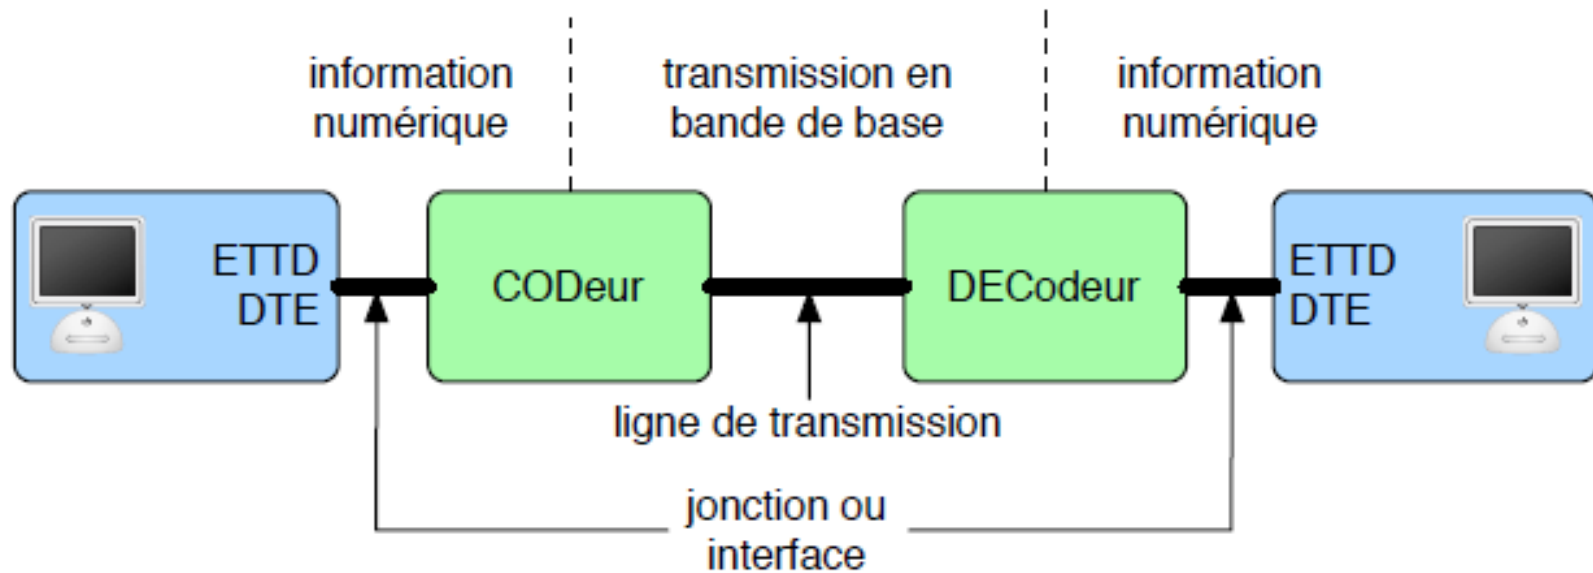 information
numérique
transmission en
bande de base
information
numérique
ETTD
DTE
CODeur
DECodeur
ETTD
DTE
ligne de transmission
jonction ou
interface